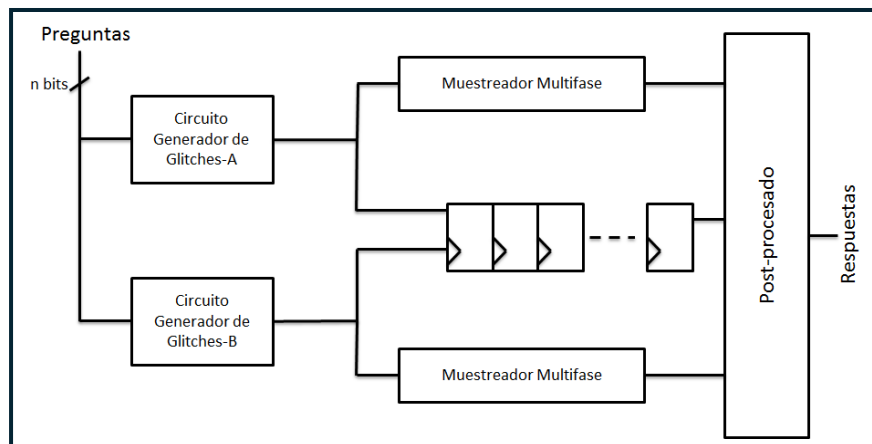 Preguntas
n bits
Circuito
Generador de
Glitches-A
Muestreador Multifase
Circuito
Generador de
Glitches-B
Muestreador Multifase
Post-procesado
Respuestas